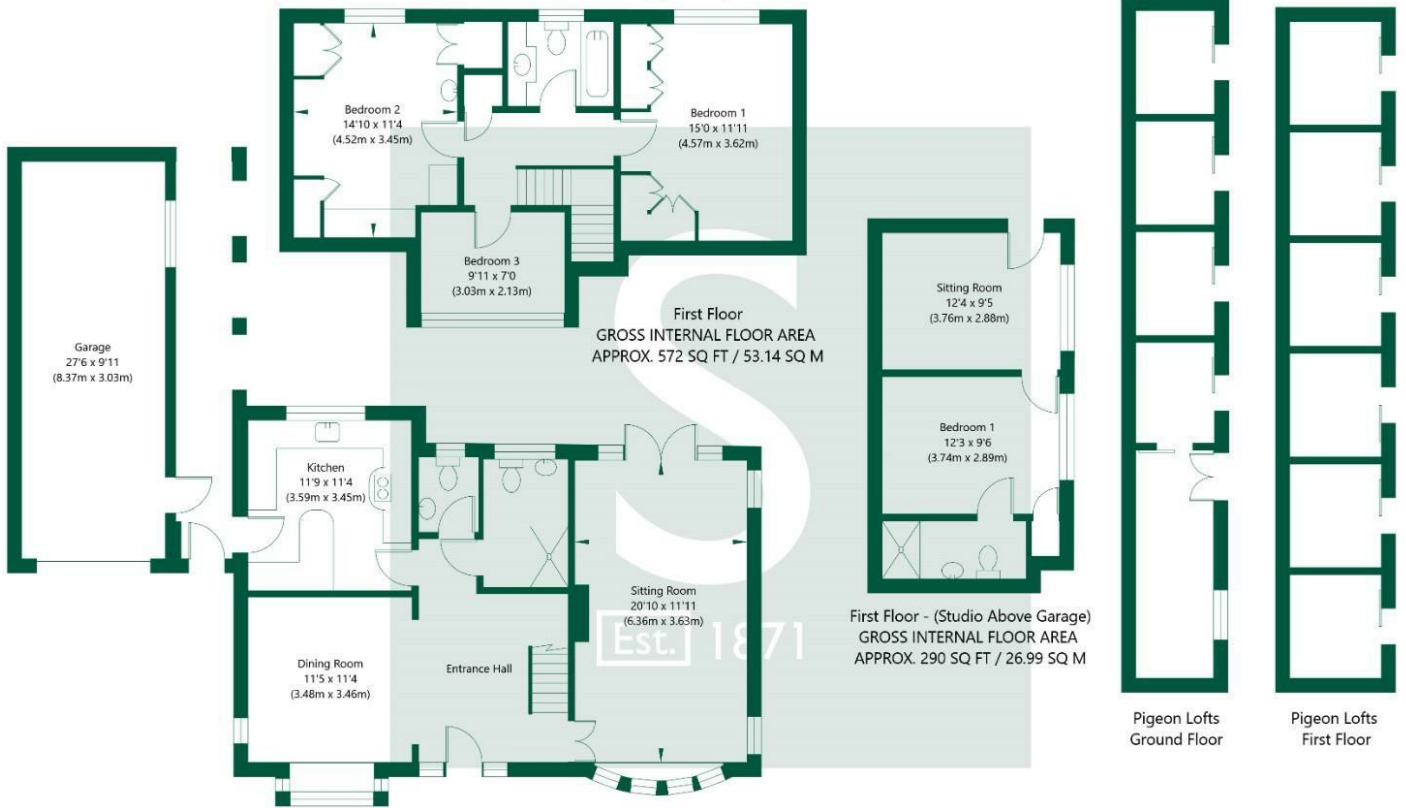 Bedroom 2
14'10 x 11'4
(4.52m x 3.45m)
Bedroom 1
15'0 x 11'11
(4.57m x 3.62m)
Bedroom 3
9'11 x 7'0
(3.03m x 2.13m)
First Floor
GROSS INTERNAL FLOOR AREA
APPROX. 572 SQ FT / 53.14 SQ M
Garage
27'6 x 9'11
(8.37m x 3.03m)
Sitting Room
12'4 x 9'5
(3.76m x 2.88m)
Bedroom 1
12'3 x 9'6
(3.74m x 2.89m)
First Floor - (Studio Above Garage)
GROSS INTERNAL FLOOR AREA
APPROX. 290 SQ FT / 26.99 SQ M
Kitchen
11'9 x 11'4
(3.59m x 3.45m)
Sitting Room
20'10 x 11'11
(6.36m x 3.63m)
Dining Room
11'5 x 11'4
(3.48m x 3.46m)
Entrance Hall
S
Est. 1871
Pigeon Lofts
Ground Floor
Pigeon Lofts
First Floor